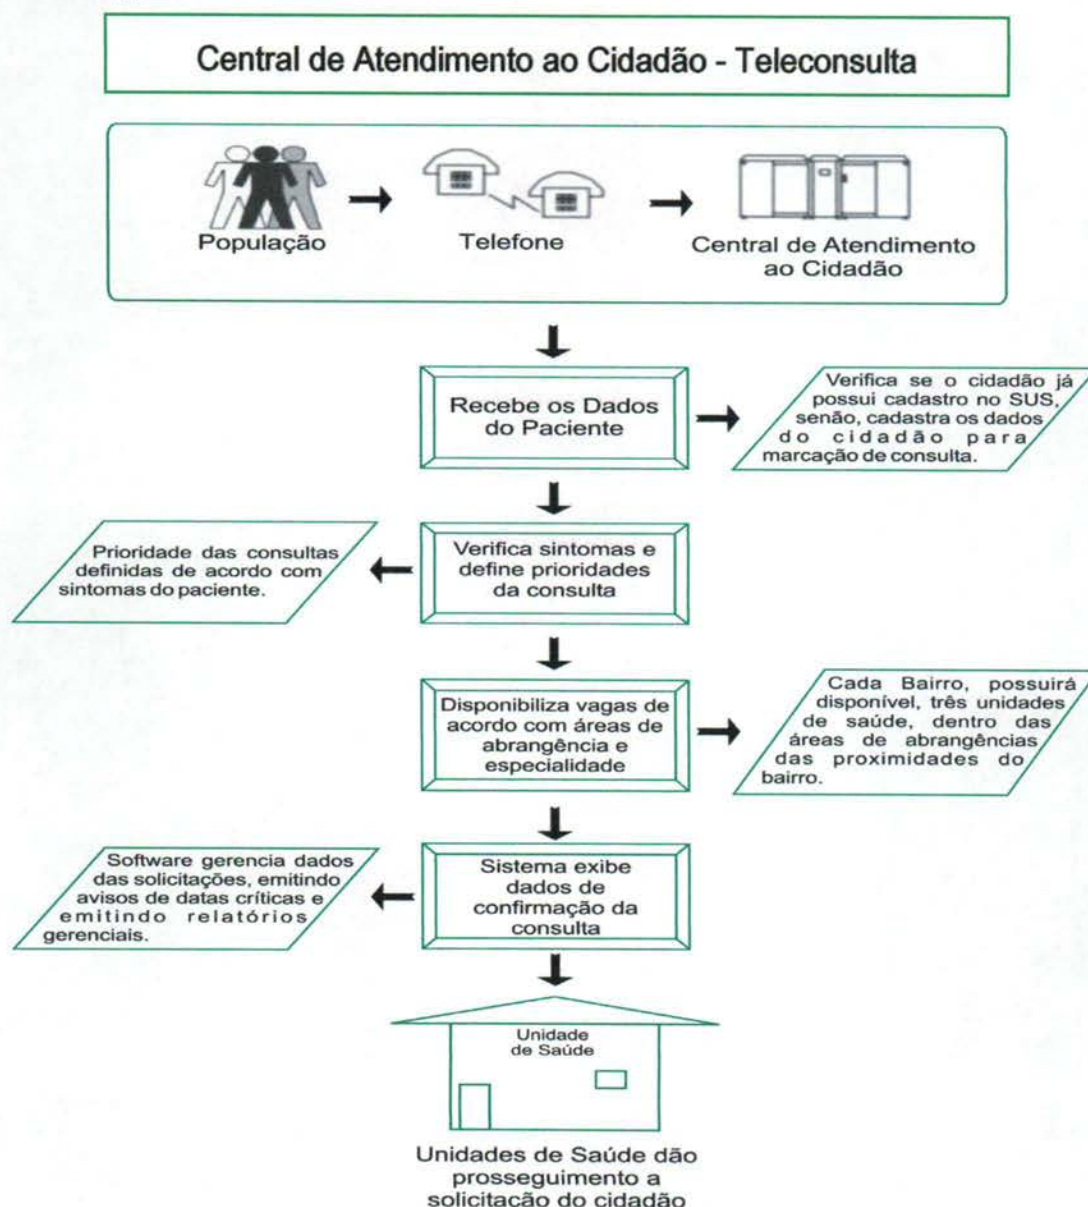 Central de Atendimento ao Cidadão - Teleconsulta
População
Telefone
Central de Atendimento
ao Cidadão
Recebe os Dados
do Paciente
Verifica se o cidadão já
possui cadastro no SUS,
senão, cadastra os dados
do cidadão para
marcação de consulta.
Verifica sintomas e
define prioridades
da consulta
Prioridade das consultas
definidas de acordo com
sintomas do paciente.
Disponibiliza vagas de
acordo com áreas de
abrangência e
especialidade
Cada Bairro, possuirá
disponível, três unidades
de saúde, dentro das
áreas de abrangências
das proximidades do
bairro.
Sistema exibe
dados de
confirmação da
consulta
Software gerencia dados
das solicitações, emitindo
avisos de datas críticas e
emitindo relatórios
gerenciais.
Unidade
de Saúde
Unidades de Saúde dão
prosseguimento a
solicitação do cidadão